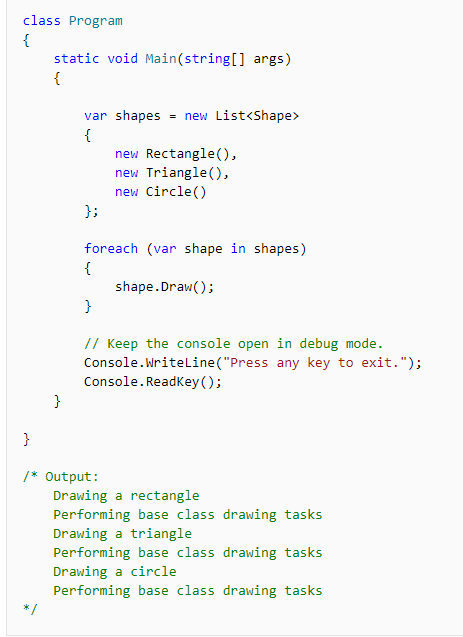 class Program
{
    static void Main(string[] args)
    {

        var shapes = new List<Shape>
        {
            new Rectangle(),
            new Triangle(),
            new Circle()
        };

        foreach (var shape in shapes)
        {
            shape.Draw();
        }

        // Keep the console open in debug mode.
        Console.WriteLine("Press any key to exit.");
        Console.ReadKey();
    }

}

/* Output:
    Drawing a rectangle
    Performing base class drawing tasks
    Drawing a triangle
    Performing base class drawing tasks
    Drawing a circle
    Performing base class drawing tasks
*/